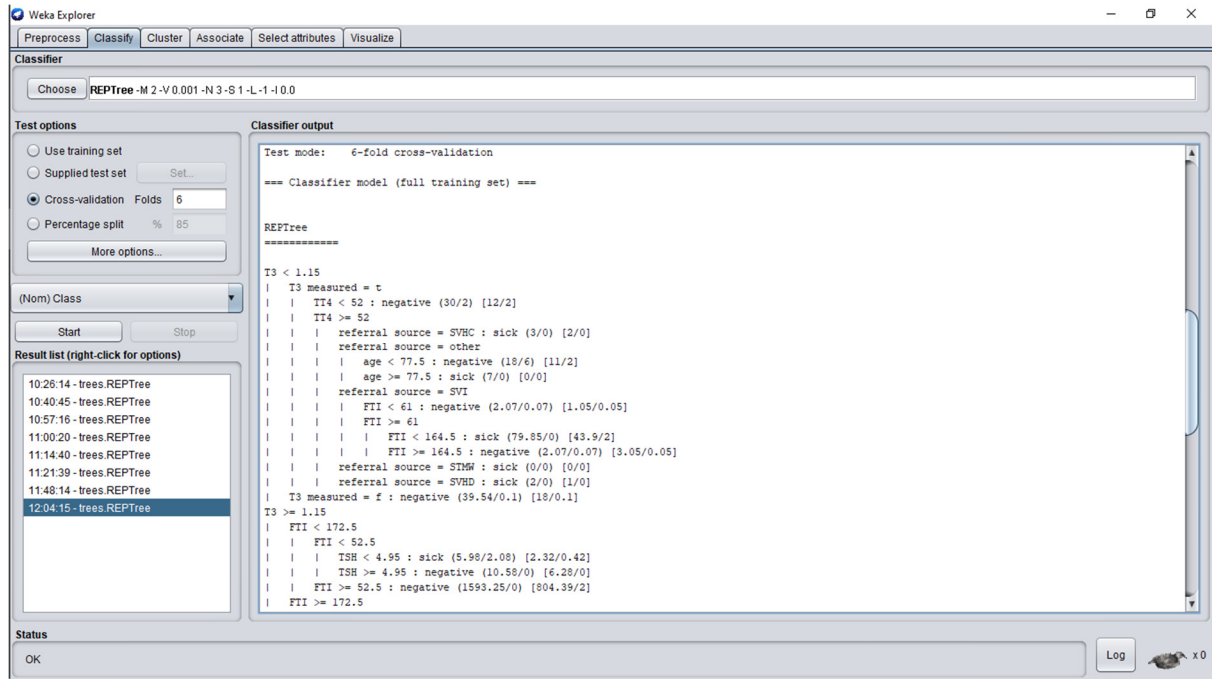 Weka Explorer
Preprocess Classify Cluster Associate Select attributes Visualize
Classifier
Choose REPTree -M 2 -V 0.001 -N 3 -S 1 -L -1 -I 0.0
Test options
Use training set
Supplied test set Set...
Cross-validation Folds 6
Percentage split % 85
More options...
(Nom) Class
Start Stop
Result list (right-click for options)
10:26:14 - trees.REPTree
10:40:45 - trees.REPTree
10:57:16 - trees.REPTree
11:00:20 - trees.REPTree
11:14:40 - trees.REPTree
11:21:39 - trees.REPTree
11:48:14 - trees.REPTree
12:04:15 - trees.REPTree
Classifier output
Test mode: 6-fold cross-validation
=== Classifier model (full training set) ===
REPTree
============
T3 < 1.15
| T3 measured = t
| | TT4 < 52 : negative (30/2) [12/2]
| | TT4 >= 52
| | | referral source = SVHC : sick (3/0) [2/0]
| | | referral source = other
| | | | age < 77.5 : negative (18/6) [11/2]
| | | | age >= 77.5 : sick (7/0) [0/0]
| | | referral source = SVI
| | | | FTI < 61 : negative (2.07/0.07) [1.05/0.05]
| | | | FTI >= 61
| | | | | FTI < 164.5 : sick (79.85/0) [43.9/2]
| | | | | FTI >= 164.5 : negative (2.07/0.07) [3.05/0.05]
| | | referral source = STMW : sick (0/0) [0/0]
| | | referral source = SVHD : sick (2/0) [1/0]
| T3 measured = f : negative (39.54/0.1) [18/0.1]
T3 >= 1.15
| FTI < 172.5
| | FTI < 52.5
| | | TSH < 4.95 : sick (5.98/2.08) [2.32/0.42]
| | | TSH >= 4.95 : negative (10.58/0) [6.28/0]
| | FTI >= 52.5 : negative (1593.25/0) [804.39/2]
| FTI >= 172.5
Status
OK
Log
x 0